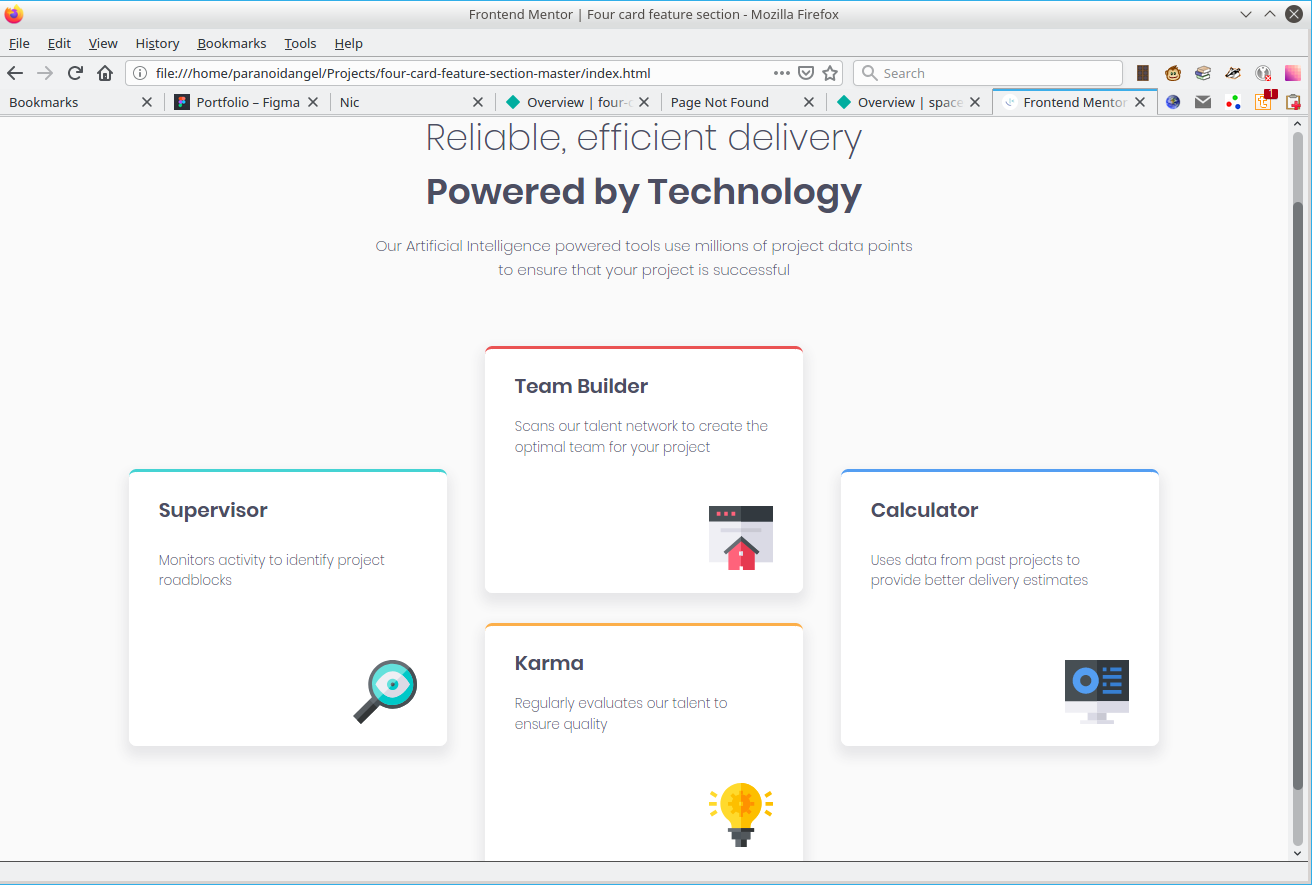 Frontend Mentor | Four card feature section - Mozilla Firefox
File Edit View History Bookmarks Tools Help
file:///home/paranoidangel/Projects/four-card-feature-section-master/index.html
Search
Bookmarks
Portfolio – Figma
Nic
Overview | four-c
Page Not Found
Overview | space
Frontend Mentor
1
Reliable, efficient delivery
Powered by Technology
Our Artificial Intelligence powered tools use millions of project data points
to ensure that your project is successful
Team Builder
Scans our talent network to create the
optimal team for your project
Supervisor
Monitors activity to identify project
roadblocks
Calculator
Uses data from past projects to
provide better delivery estimates
Karma
Regularly evaluates our talent to
ensure quality